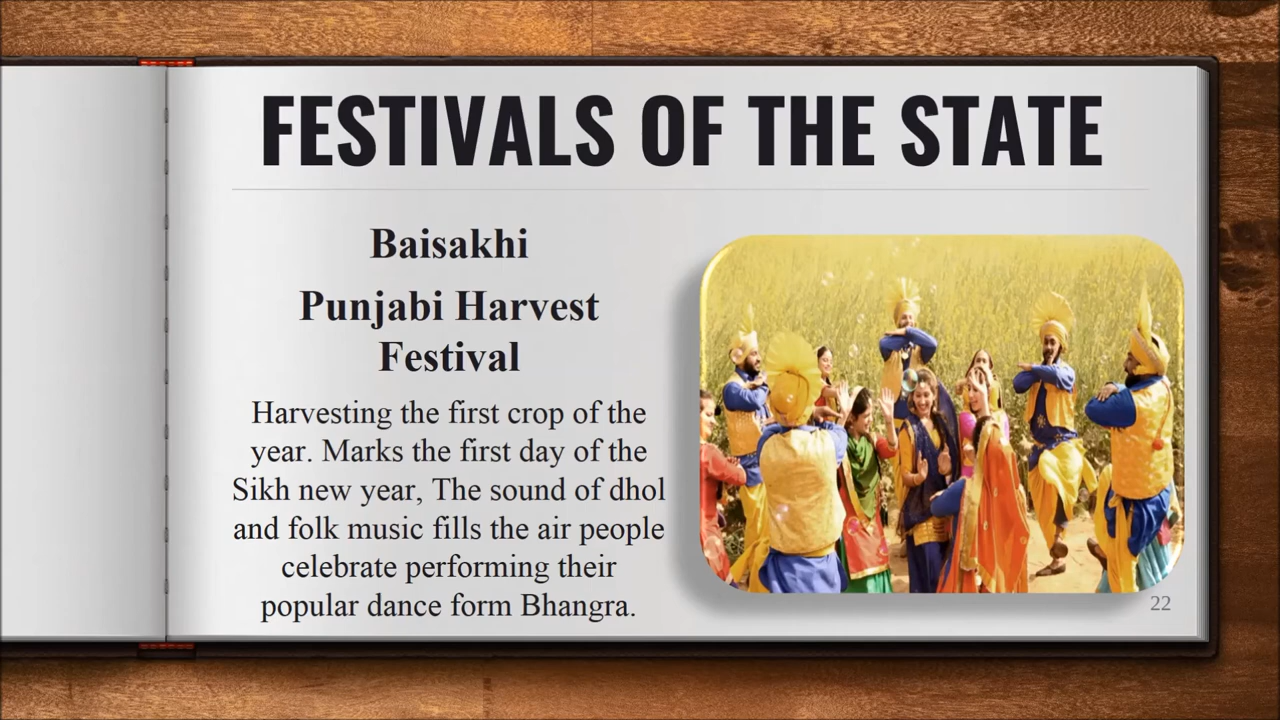 FESTIVALS OF THE STATE
Baisakhi
Punjabi Harvest
Festival
Harvesting the first crop of the
year. Marks the first day of the
Sikh new year, The sound of dhol
and folk music fills the air people
celebrate performing their
popular dance form Bhangra.
22